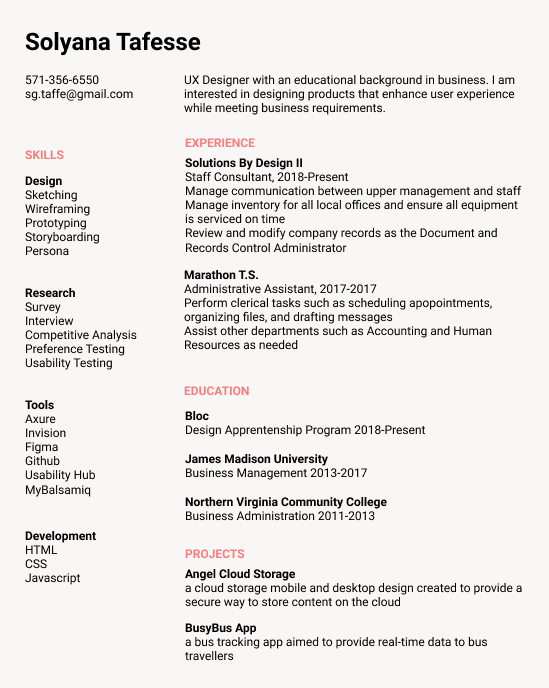 Solyana Tafesse
571-356-6550
sg.taffe@gmail.com
UX Designer with an educational background in business. I am
interested in designing products that enhance user experience
while meeting business requirements.
SKILLS
Design
Sketching
Wireframing
Prototyping
Storyboarding
Persona
Research
Survey
Interview
Competitive Analysis
Preference Testing
Usability Testing
Tools
Axure
Invision
Figma
Github
Usability Hub
MyBalsamiq
Development
HTML
CSS
Javascript
EXPERIENCE
Solutions By Design II
Staff Consultant, 2018-Present
Manage communication between upper management and staff
Manage inventory for all local offices and ensure all equipment
is serviced on time
Review and modify company records as the Document and
Records Control Administrator
Marathon T.S.
Administrative Assistant, 2017-2017
Perform clerical tasks such as scheduling apopointments,
organizing files, and drafting messages
Assist other departments such as Accounting and Human
Resources as needed
EDUCATION
Bloc
Design Apprentenship Program 2018-Present
James Madison University
Business Management 2013-2017
Northern Virginia Community College
Business Administration 2011-2013
PROJECTS
Angel Cloud Storage
a cloud storage mobile and desktop design created to provide a
secure way to store content on the cloud
BusyBus App
a bus tracking app aimed to provide real-time data to bus
travellers